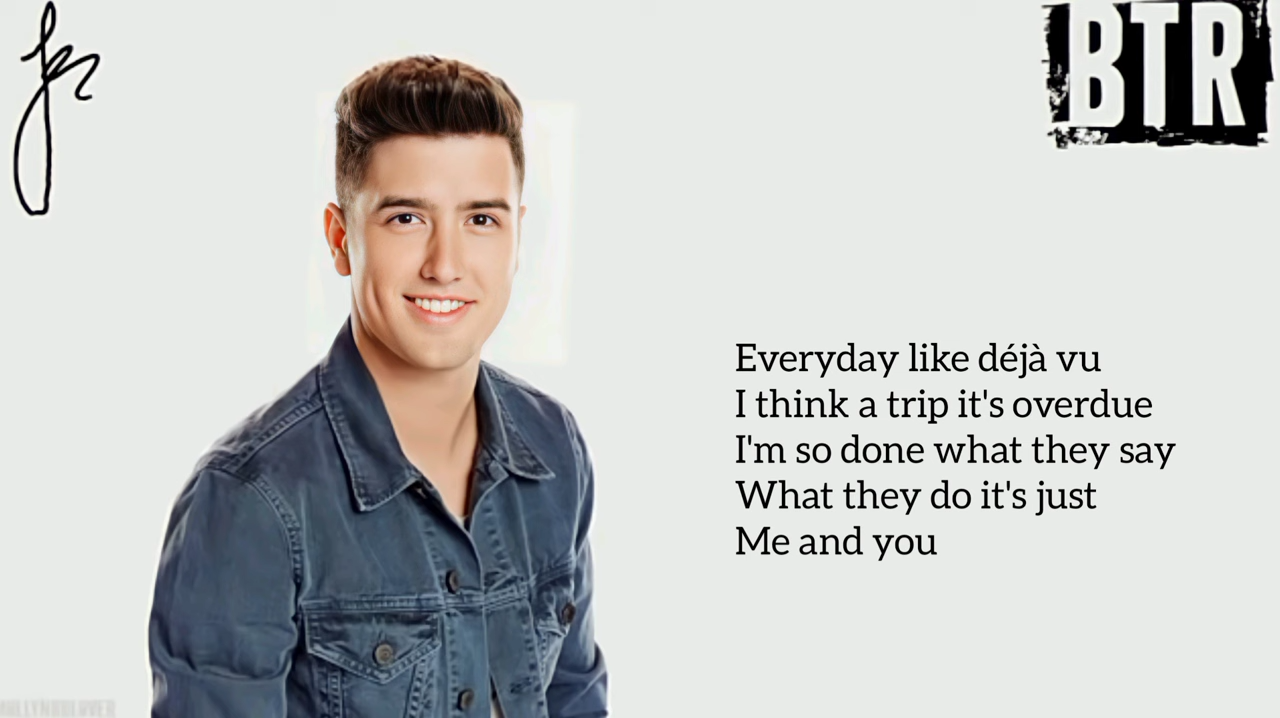 BTR
Everyday like déjà vu
I think a trip it's overdue
I'm so done what they say
What they do it's just
Me and you